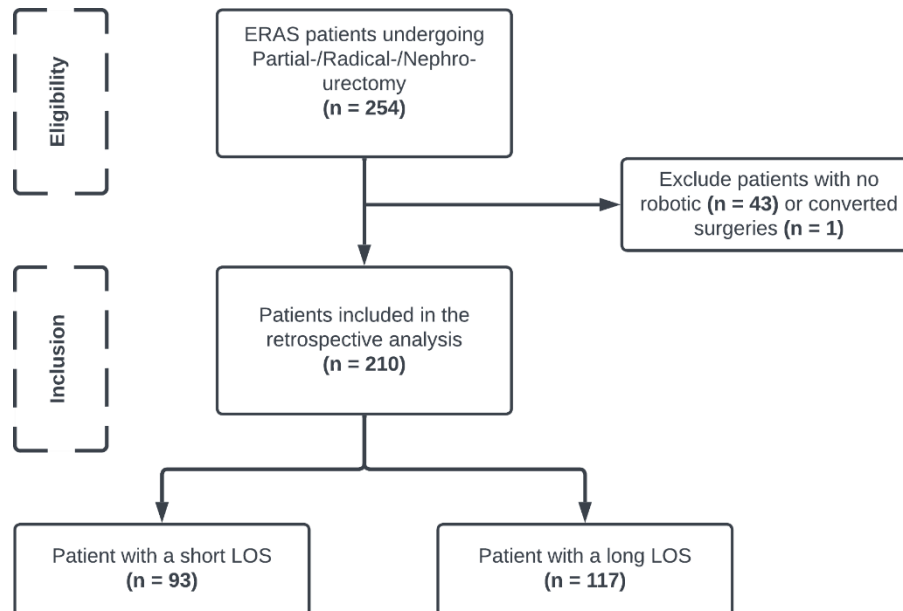 Eligibility
ERAS patients undergoing
Partial-/Radical-/Nephro-
urectomy
(n = 254)
Exclude patients with no
robotic (n = 43) or converted
surgeries (n = 1)
Inclusion
Patients included in the
retrospective analysis
(n = 210)
Patient with a short LOS
(n = 93)
Patient with a long LOS
(n = 117)